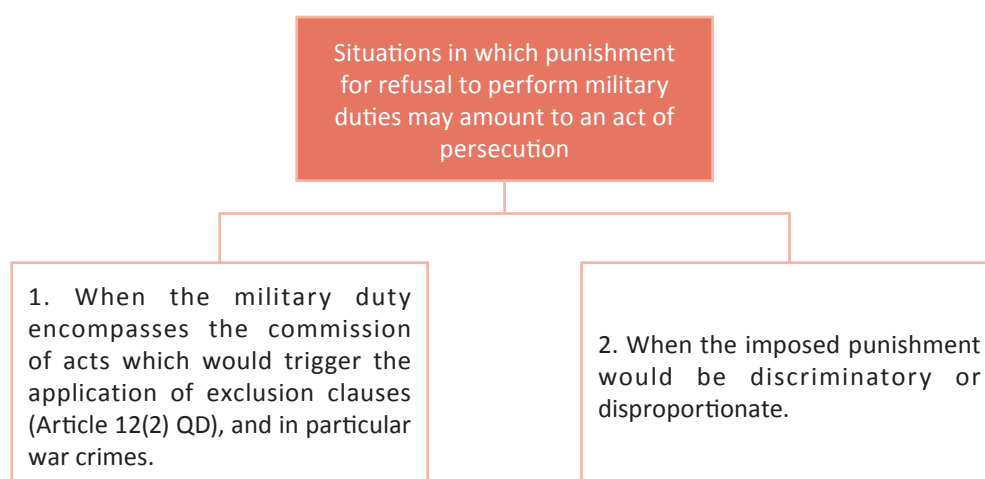 Situations in which punishment
for refusal to perform military
duties may amount to an act of
persecution
1. When the military duty
encompasses the commission
of acts which would trigger the
application of exclusion clauses
(Article 12(2) QD), and in particular
war crimes.
2. When the imposed punishment
would be discriminatory or
disproportionate.